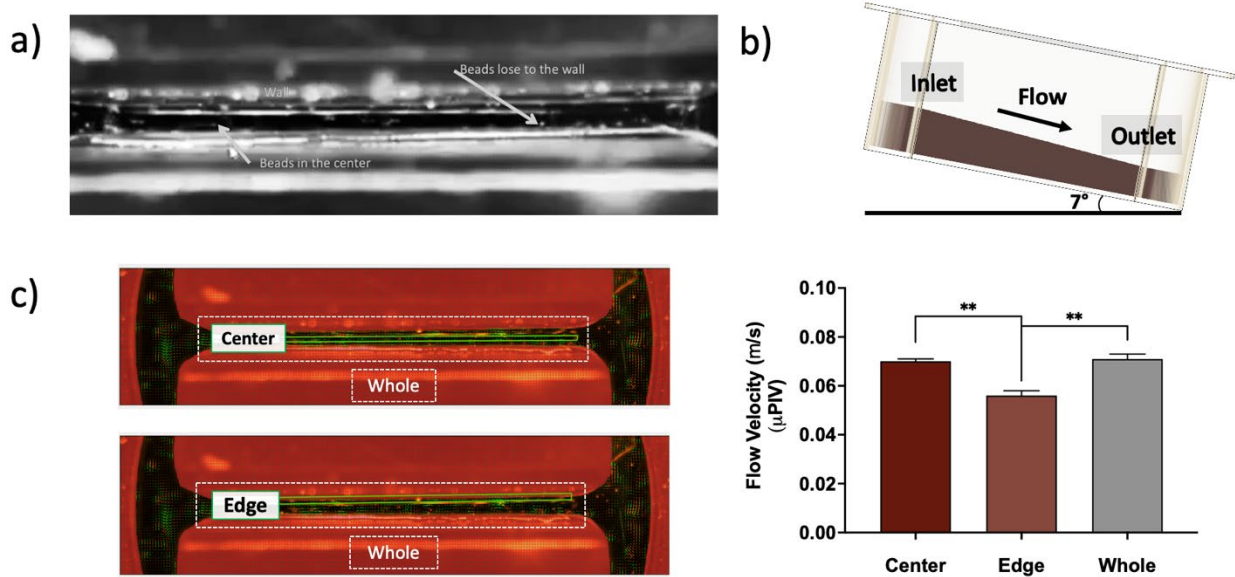 a)
Beads lose to the wall
Wall
Beads in the center
b)
Inlet
Flow
Outlet
7°
c)
Center
Whole
Edge
Whole
Flow Velocity (m/s)
(μPIV)
0.10
0.08
0.06
0.04
0.02
0.00
**
**
Center
Edge
Whole